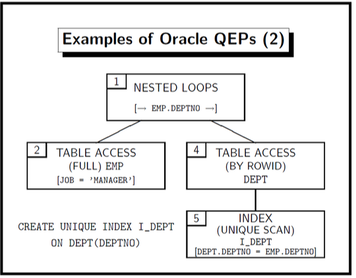 Examples of Oracle QEPs (2)
1
NESTED LOOPS
[→ EMP.DEPTNO →]
2
TABLE ACCESS
(FULL) EMP
[JOB = 'MANAGER']
4
TABLE ACCESS
(BY ROWID)
DEPT
CREATE UNIQUE INDEX I_DEPT
ON DEPT(DEPTNO)
5
INDEX
(UNIQUE SCAN)
I_DEPT
[DEPT.DEPTNO = EMP.DEPTNO]